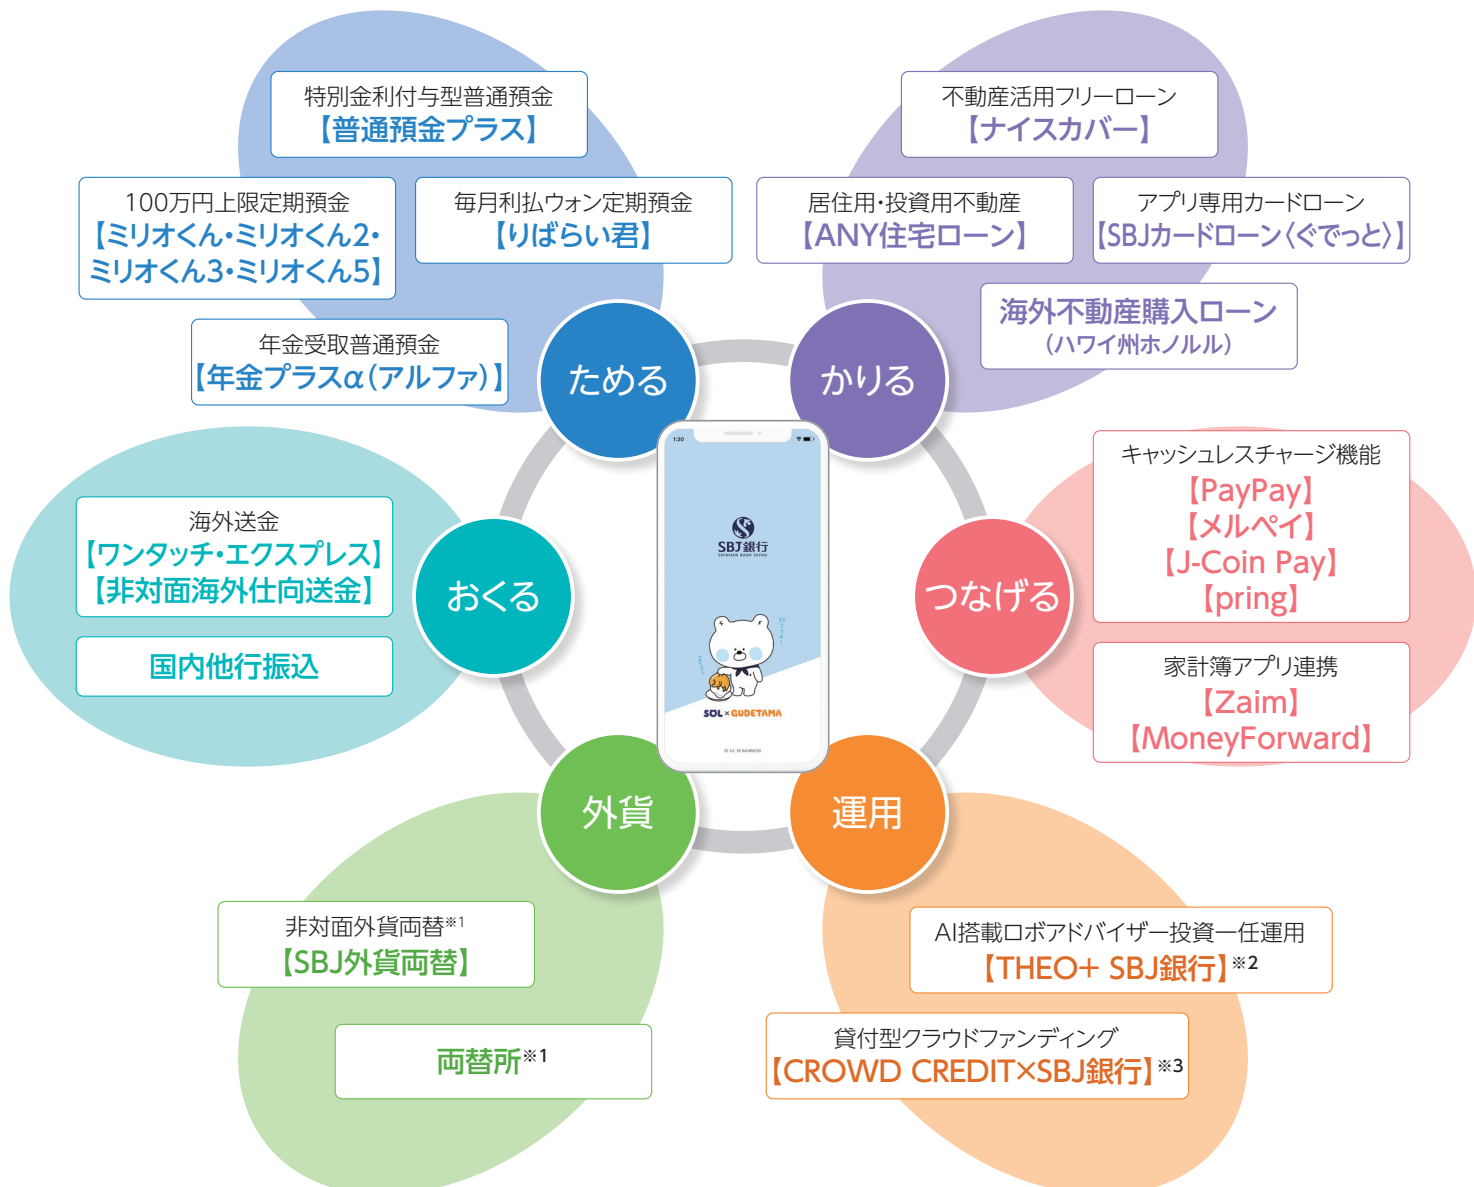 特別金利付与型普通預金
【普通預金プラス】
100万円上限定期預金
【ミリオくん・ミリオくん2・
ミリオくん3・ミリオくん5】
毎月利払ウォン定期預金
【りばらい君】
年金受取普通預金
【年金プラスα(アルファ)】
ためる
不動産活用フリーローン
【ナイスカバー】
居住用・投資用不動産
【ANY住宅ローン】
アプリ専用カードローン
【SBJカードローン〈ぐでっと〉】
海外不動産購入ローン
(ハワイ州ホノルル)
かりる
海外送金
【ワンタッチ・エクスプレス】
【非対面海外仕向送金】
国内他行振込
おくる
1:20
SBJ銀行
SHINHAN BANK JAPAN
SOL×GUDETAMA
つなげる
キャッシュレスチャージ機能
【PayPay】
【メルペイ】
【J-Coin Pay】
【pring】
家計簿アプリ連携
【Zaim】
【MoneyForward】
外貨
非対面外貨両替※1
【SBJ外貨両替】
両替所※1
運用
AI搭載ロボアドバイザー投資一任運用
【THEO+ SBJ銀行】※2
貸付型クラウドファンディング
【CROWD CREDIT×SBJ銀行】※3